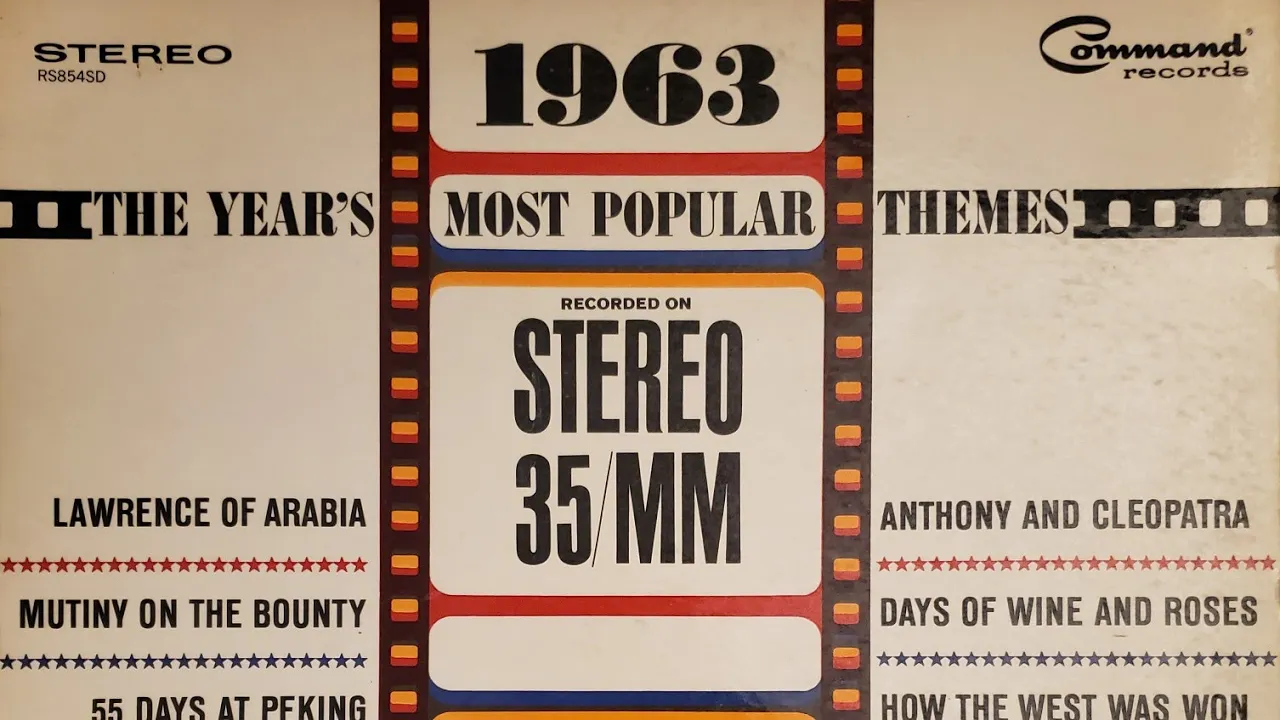 STEREO
RS854SD
1963
Command®
records
THE YEAR'S MOST POPULAR THEMES
RECORDED ON
STEREO
35/MM
LAWRENCE OF ARABIA
MUTINY ON THE BOUNTY
55 DAYS AT PEKING
ANTHONY AND CLEOPATRA
DAYS OF WINE AND ROSES
HOW THE WEST WAS WON